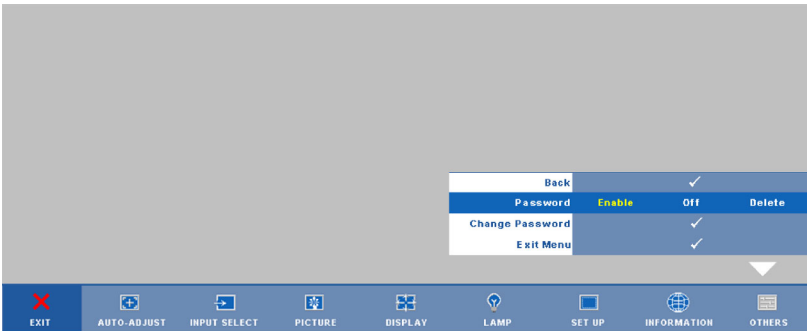 Back
Password Enable Off Delete
Change Password
Exit Menu
EXIT AUTO-ADJUST INPUT SELECT PICTURE DISPLAY LAMP SET UP INFORMATION OTHERS